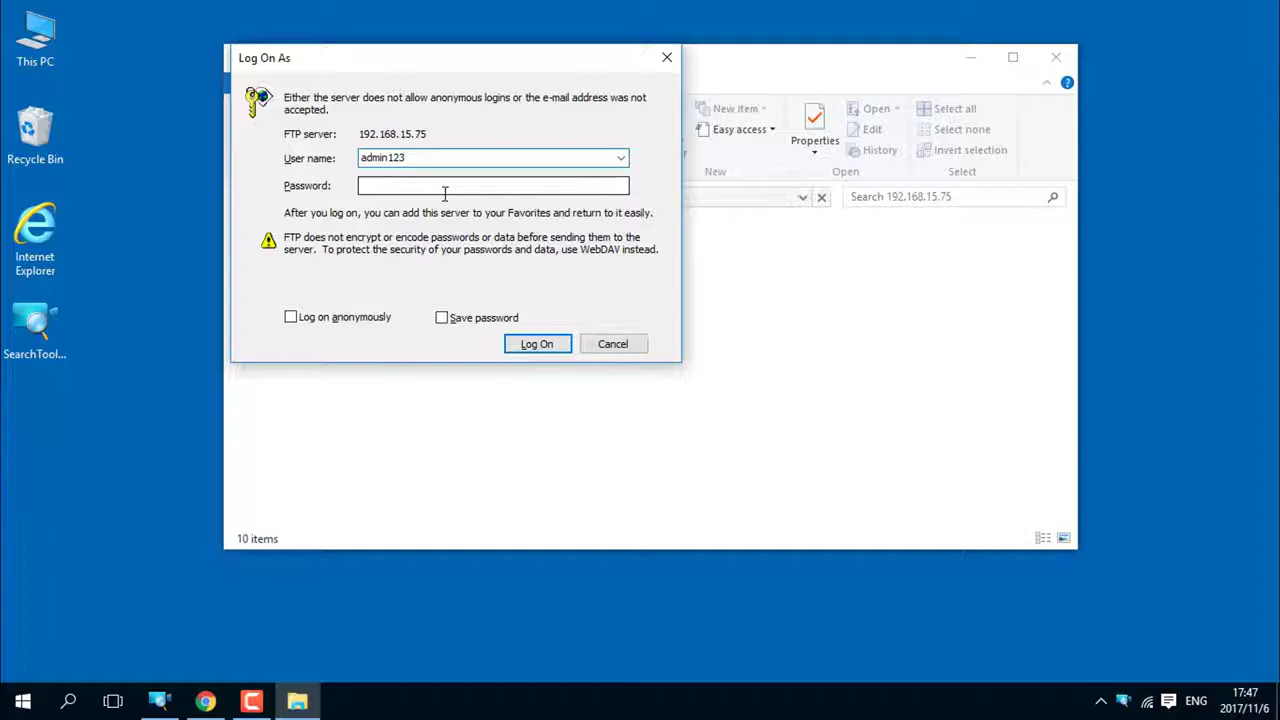 This PC
Recycle Bin
Internet
Explorer
SearchTool...
Log On As
Either the server does not allow anonymous logins or the e-mail address was not
accepted.
FTP server: 192.168.15.75
User name: admin123
Password:
After you log on, you can add this server to your Favorites and return to it easily.
FTP does not encrypt or encode passwords or data before sending them to the
server. To protect the security of your passwords and data, use WebDAV instead.
Log on anonymously
Save password
Log On
Cancel
New item
Easy access
New
Properties
Open
Edit
History
Open
Select all
Select none
Invert selection
Select
Search 192.168.15.75
10 items
ENG
17:47
2017/11/6